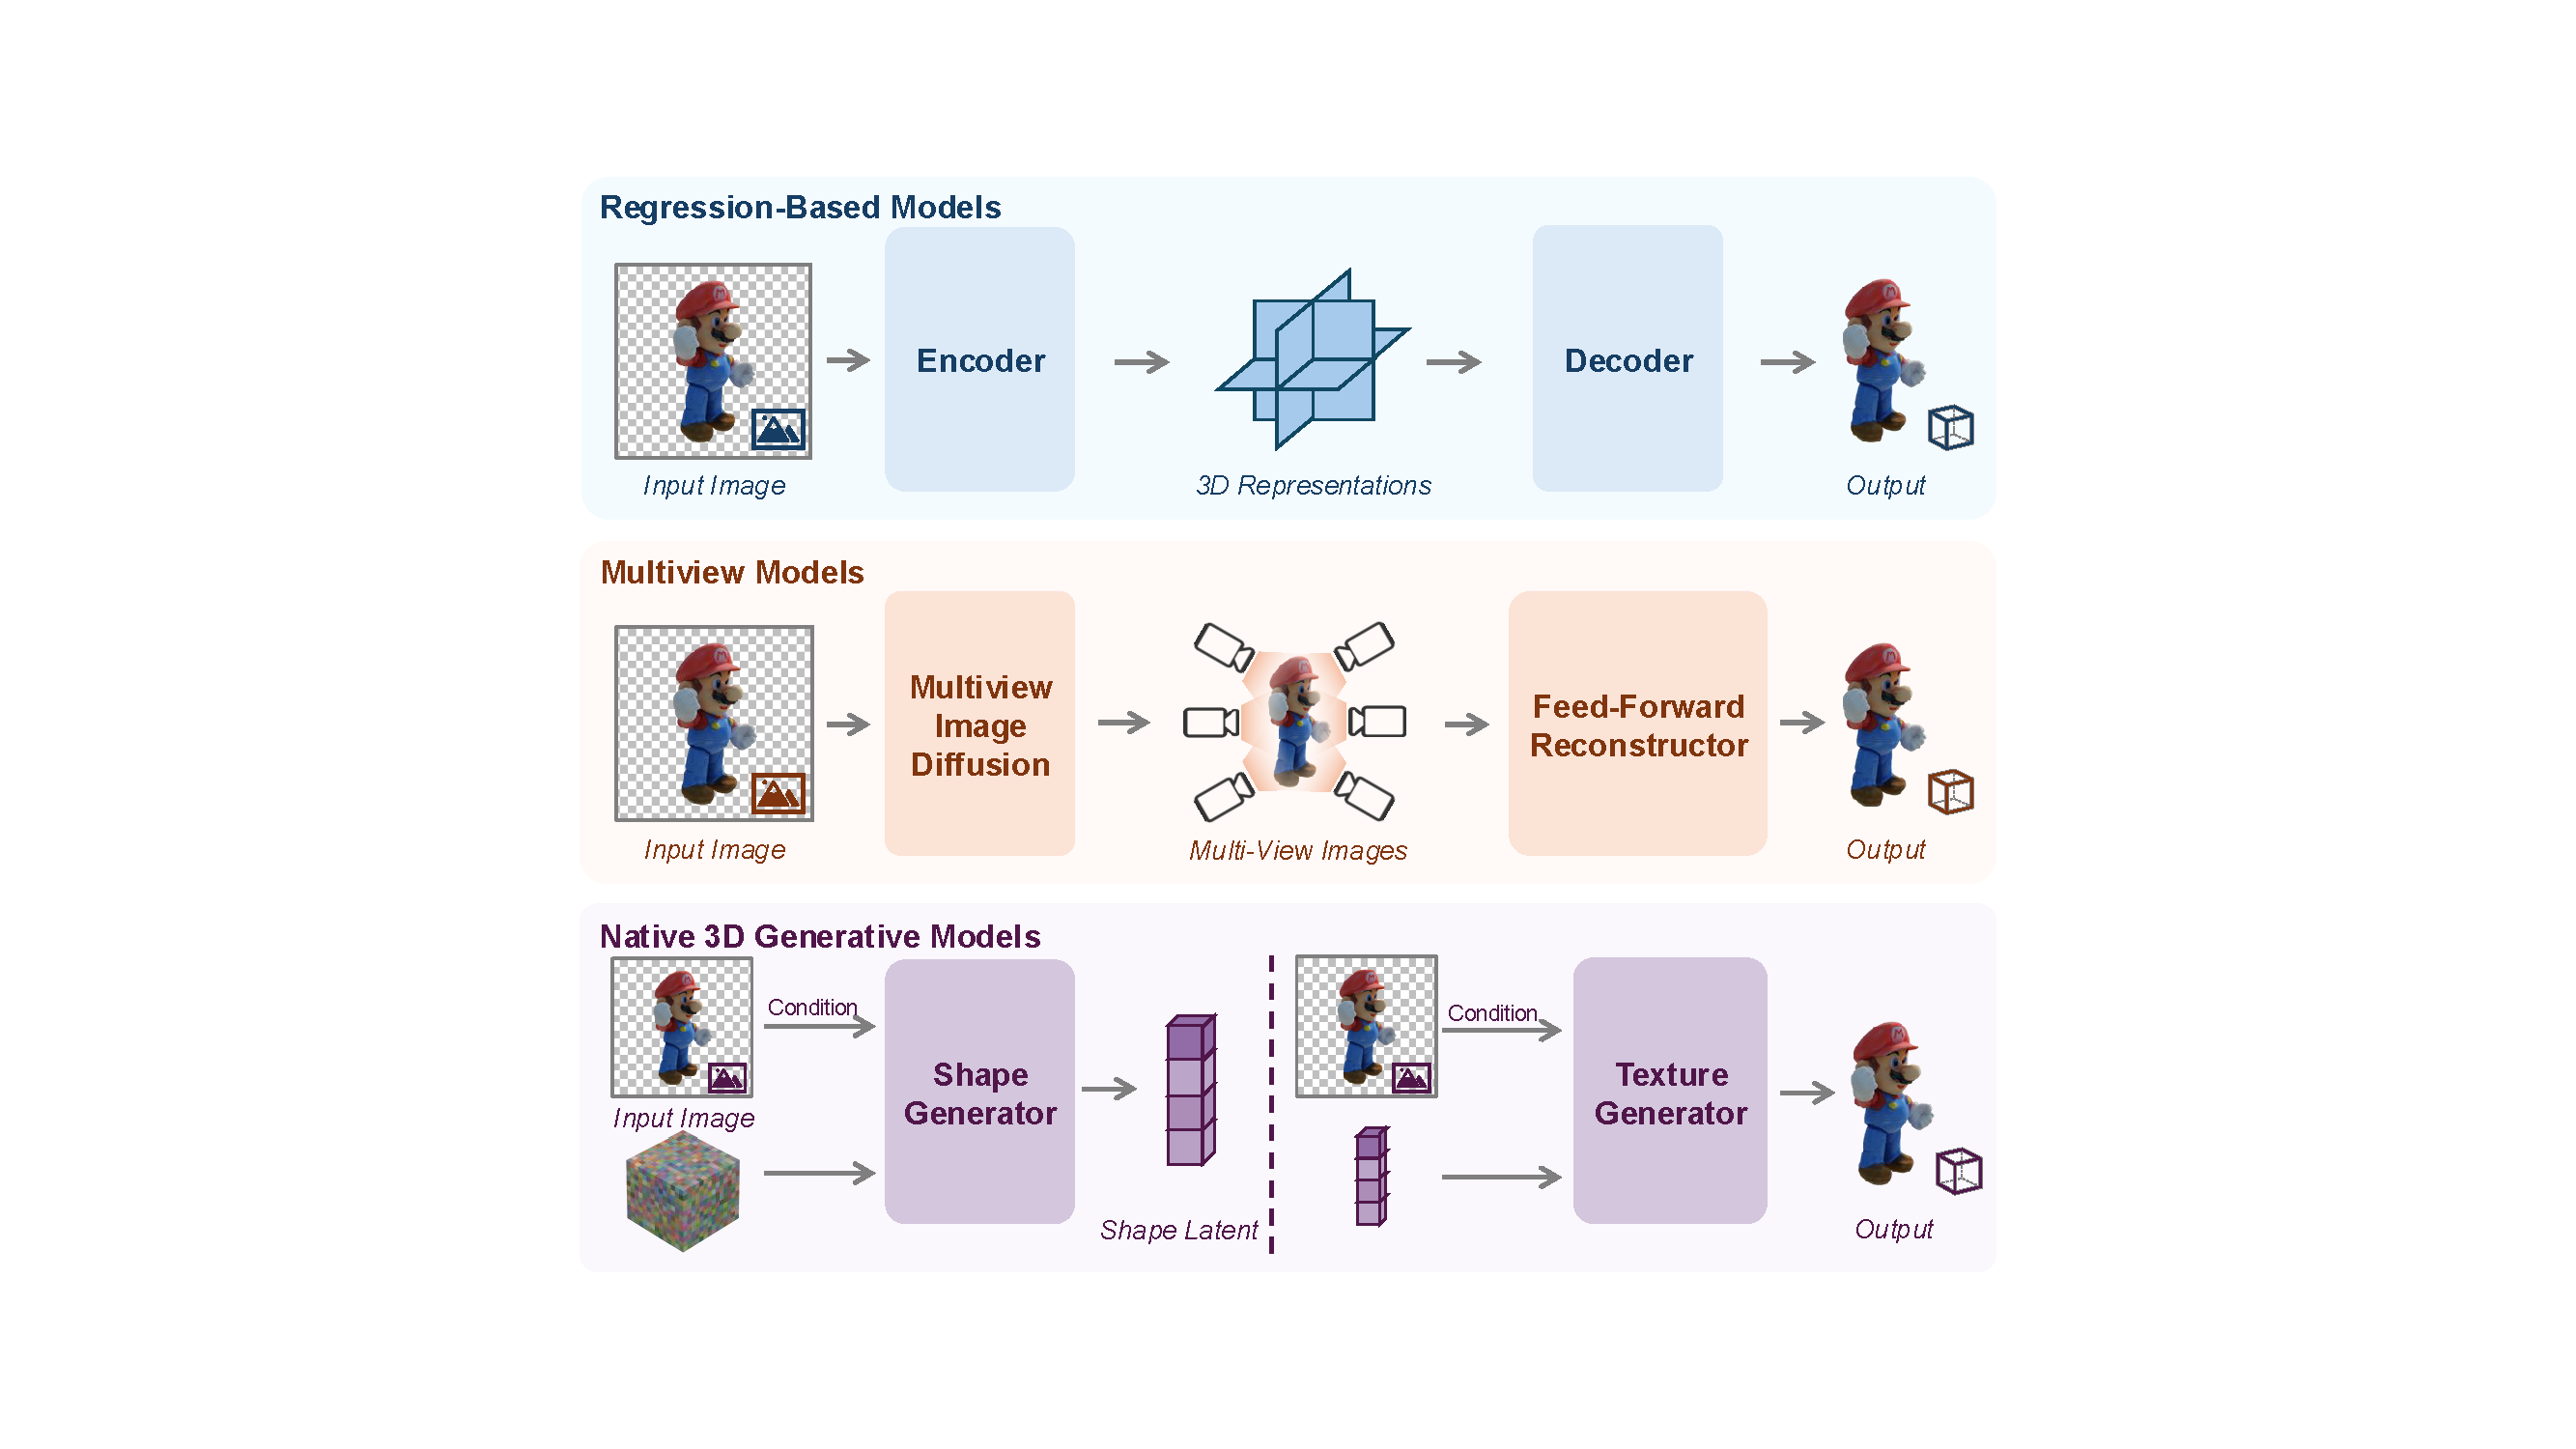 Regression-Based Models
Encoder
Decoder
Input Image
3D Representations
Output
Multiview Models
Multiview
Image
Diffusion
Feed-Forward
Reconstructor
Input Image
Multi-View Images
Output
Native 3D Generative Models
Condition
Input Image
Shape
Generator
Shape Latent
Condition
Texture
Generator
Output